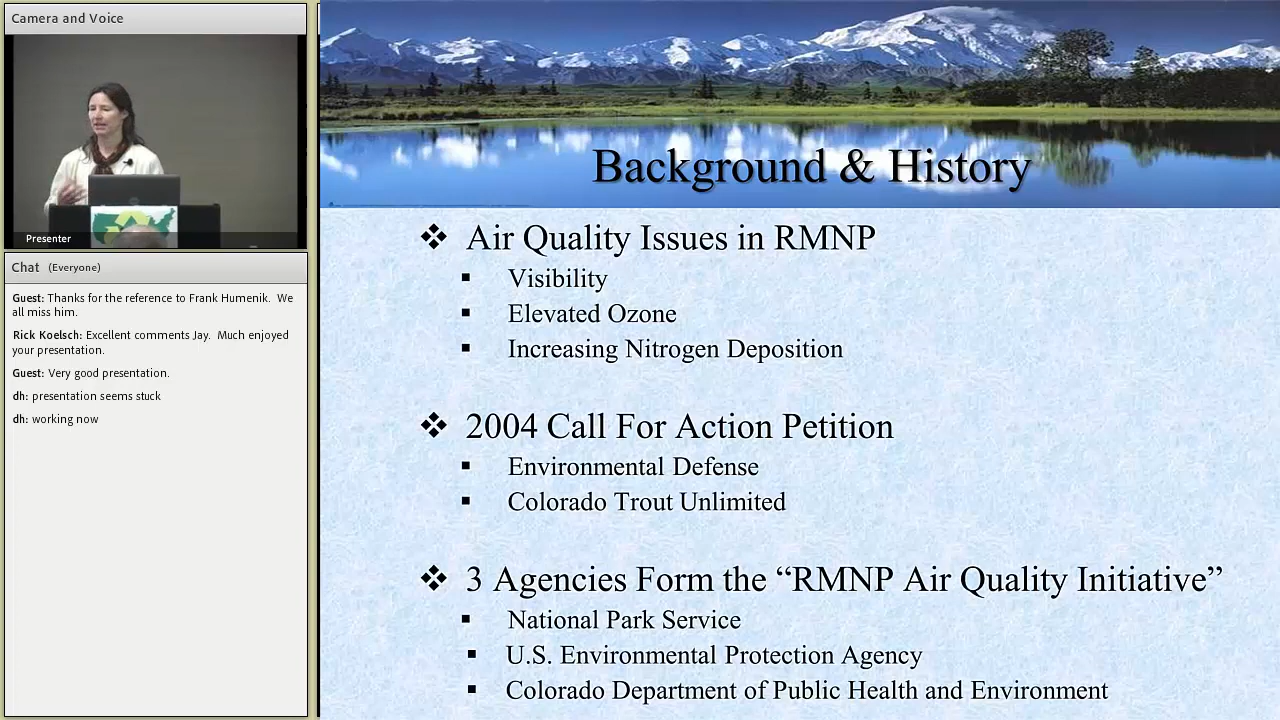 Camera and Voice
Presenter
Chat (Everyone)
Guest: Thanks for the reference to Frank Humenik. We
all miss him.
Rick Koelsch: Excellent comments Jay. Much enjoyed
your presentation.
Guest: Very good presentation.
dh: presentation seems stuck
dh: working now
Background & History
❖ Air Quality Issues in RMNP
▪ Visibility
▪ Elevated Ozone
▪ Increasing Nitrogen Deposition
❖ 2004 Call For Action Petition
▪ Environmental Defense
▪ Colorado Trout Unlimited
❖ 3 Agencies Form the “RMNP Air Quality Initiative”
▪ National Park Service
▪ U.S. Environmental Protection Agency
▪ Colorado Department of Public Health and Environment